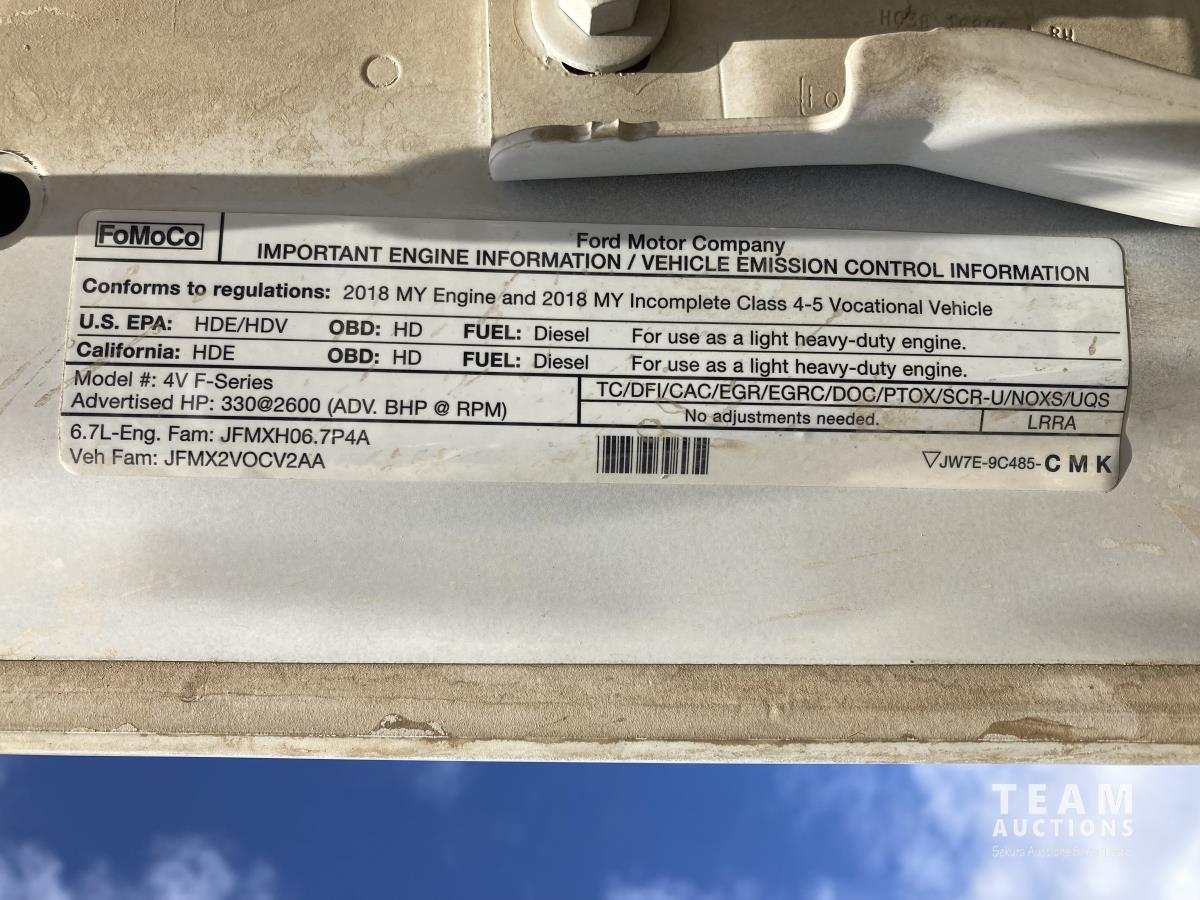 RH
FoMoCo
Ford Motor Company
IMPORTANT ENGINE INFORMATION / VEHICLE EMISSION CONTROL INFORMATION
Conforms to regulations: 2018 MY Engine and 2018 MY Incomplete Class 4-5 Vocational Vehicle
U.S. EPA: HDE/HDV OBD: HD FUEL: Diesel For use as a light heavy-duty engine.
California: HDE OBD: HD FUEL: Diesel For use as a light heavy-duty engine.
Model #: 4V F-Series
Advertised HP: 330@2600 (ADV. BHP @ RPM)
TC/DFI/CAC/EGR/EGRC/DOC/PTOX/SCR-U/NOXS/UQS
No adjustments needed. LRRA
6.7L-Eng. Fam: JFMXH06.7P4A
Veh Fam: JFMX2VOCV2AA
▽JW7E-9C485-C M K
TEAM
AUCTIONS